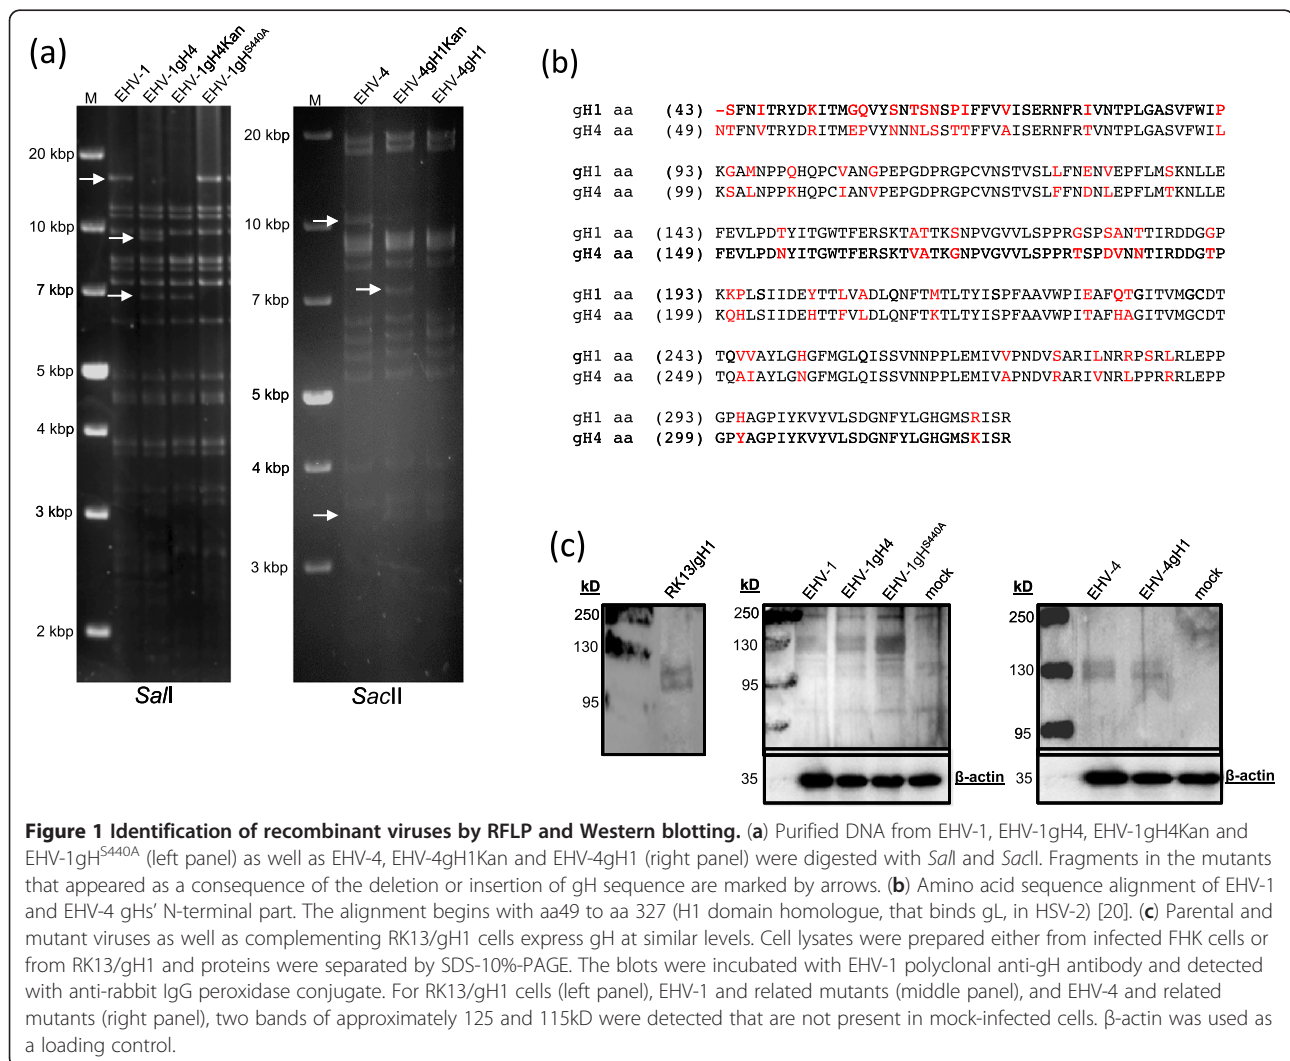 (a)
EHV-1
EHV-1gH4
EHV-1gH4Kan
EHV-1gHS440A
M
20 kbp
10 kbp
7 kbp
5 kbp
4 kbp
3 kbp
2 kbp
SalI
EHV-4
EHV-4gH1Kan
EHV-4gH1
M
20 kbp
10 kbp
7 kbp
5 kbp
4 kbp
3 kbp
SacII
(b)
gH1 aa (43) -SFNITRYDKITMGQVYSNTSNSPIFFVVISERNFRIVNTPLGASVFWIP
gH4 aa (49) NTFNVTRYDRITMEPVYNNNLSSTTFFVAISERNFRTVNTPLGASVFWIL
gH1 aa (93) KGAMNPPQHQPCVANGPEPGDPRGPCVNSTVSLLFNENVEPFLMSKNLLE
gH4 aa (99) KSALNPPKHQPCIANVPEPGDPRGPCVNSTVSLFFNDNLEPFLMTKNLLE
gH1 aa (143) FEVLPDTYITGWTFERSKTATTKSNPVGVVLSPPRGSPSANTTIRDDGGP
gH4 aa (149) FEVLPDNYITGWTFERSKTVATKGNPVGVVLSPPRTSPDVNNTIRDDGTP
gH1 aa (193) KKPLSIIDEYTTLVADLQNFTMTLTYISPFAAVWPIEAFQTGITVMGCDT
gH4 aa (199) KQHLSIIDEHTTFVLDLQNFTKTLTYISPFAAVWPITAFHAGITVMGCDT
gH1 aa (243) TQVVAYLGHGFMGLQISSVNNPPLEMIVVPNDVSARILNRRPSRLRLEPP
gH4 aa (249) TQAIAYLGNGFMGLQISSVNNPPLEMIVAPNDVRARIVNRLPPRRRLEPP
gH1 aa (293) GPHAGPIYKVYVLSDGNFYLGHGMSRISR
gH4 aa (299) GPYAGPIYKVYVLSDGNFYLGHGMSKISR
(c)
kD
RK13/gH1
250
130
95
kD
EHV-1
EHV-1gH4
EHV-1gHS440A
mock
250
130
95
35
β-actin
kD
EHV-4
EHV-4gH1
mock
250
130
95
35
β-actin
Figure 1 Identification of recombinant viruses by RFLP and Western blotting. (a) Purified DNA from EHV-1, EHV-1gH4, EHV-1gH4Kan and
EHV-1gHS440A (left panel) as well as EHV-4, EHV-4gH1Kan and EHV-4gH1 (right panel) were digested with SalI and SacII. Fragments in the mutants
that appeared as a consequence of the deletion or insertion of gH sequence are marked by arrows. (b) Amino acid sequence alignment of EHV-1
and EHV-4 gHs' N-terminal part. The alignment begins with aa49 to aa 327 (H1 domain homologue, that binds gL, in HSV-2) [20]. (c) Parental and
mutant viruses as well as complementing RK13/gH1 cells express gH at similar levels. Cell lysates were prepared either from infected FHK cells or
from RK13/gH1 and proteins were separated by SDS-10%-PAGE. The blots were incubated with EHV-1 polyclonal anti-gH antibody and detected
with anti-rabbit IgG peroxidase conjugate. For RK13/gH1 cells (left panel), EHV-1 and related mutants (middle panel), and EHV-4 and related
mutants (right panel), two bands of approximately 125 and 115kD were detected that are not present in mock-infected cells. β-actin was used as
a loading control.